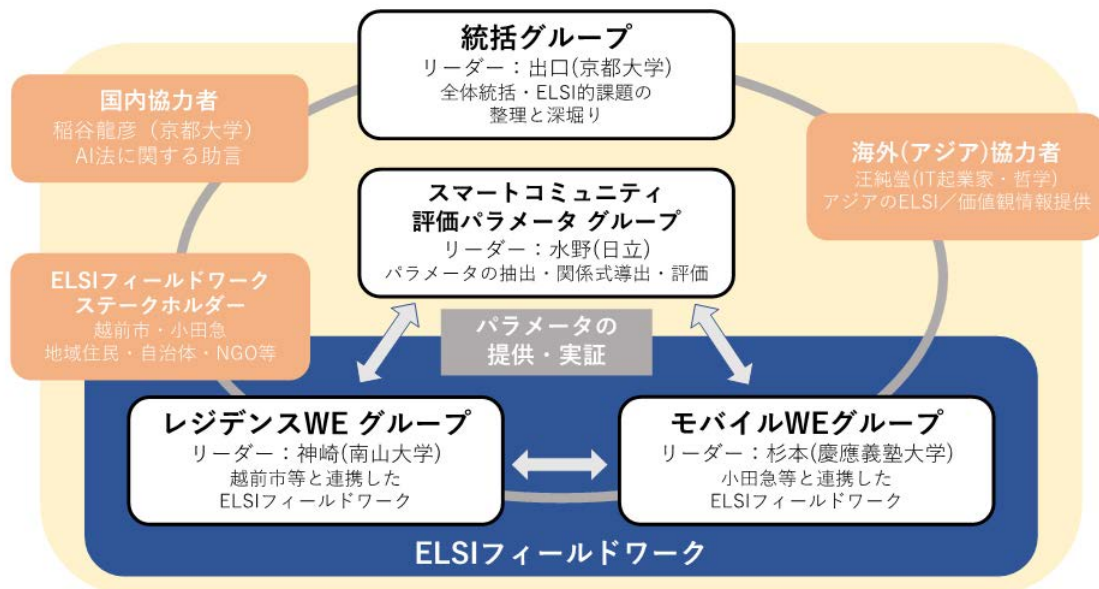 統括グループ
リーダー：出口(京都大学)
全体統括・ELSI的課題の
整理と深堀り
国内協力者
稲谷龍彦（京都大学）
AI法に関する助言
海外(アジア)協力者
汪純瑩(IT起業家・哲学)
アジアのELSI／価値観情報提供
スマートコミュニティ
評価パラメータ グループ
リーダー：水野(日立)
パラメータの抽出・関係式導出・評価
ELSIフィールドワーク
ステークホルダー
越前市・小田急
地域住民・自治体・NGO等
パラメータの
提供・実証
レジデンスWE グループ
リーダー：神崎(南山大学)
越前市等と連携した
ELSIフィールドワーク
モバイルWEグループ
リーダー：杉本(慶應義塾大学)
小田急等と連携した
ELSIフィールドワーク
ELSIフィールドワーク